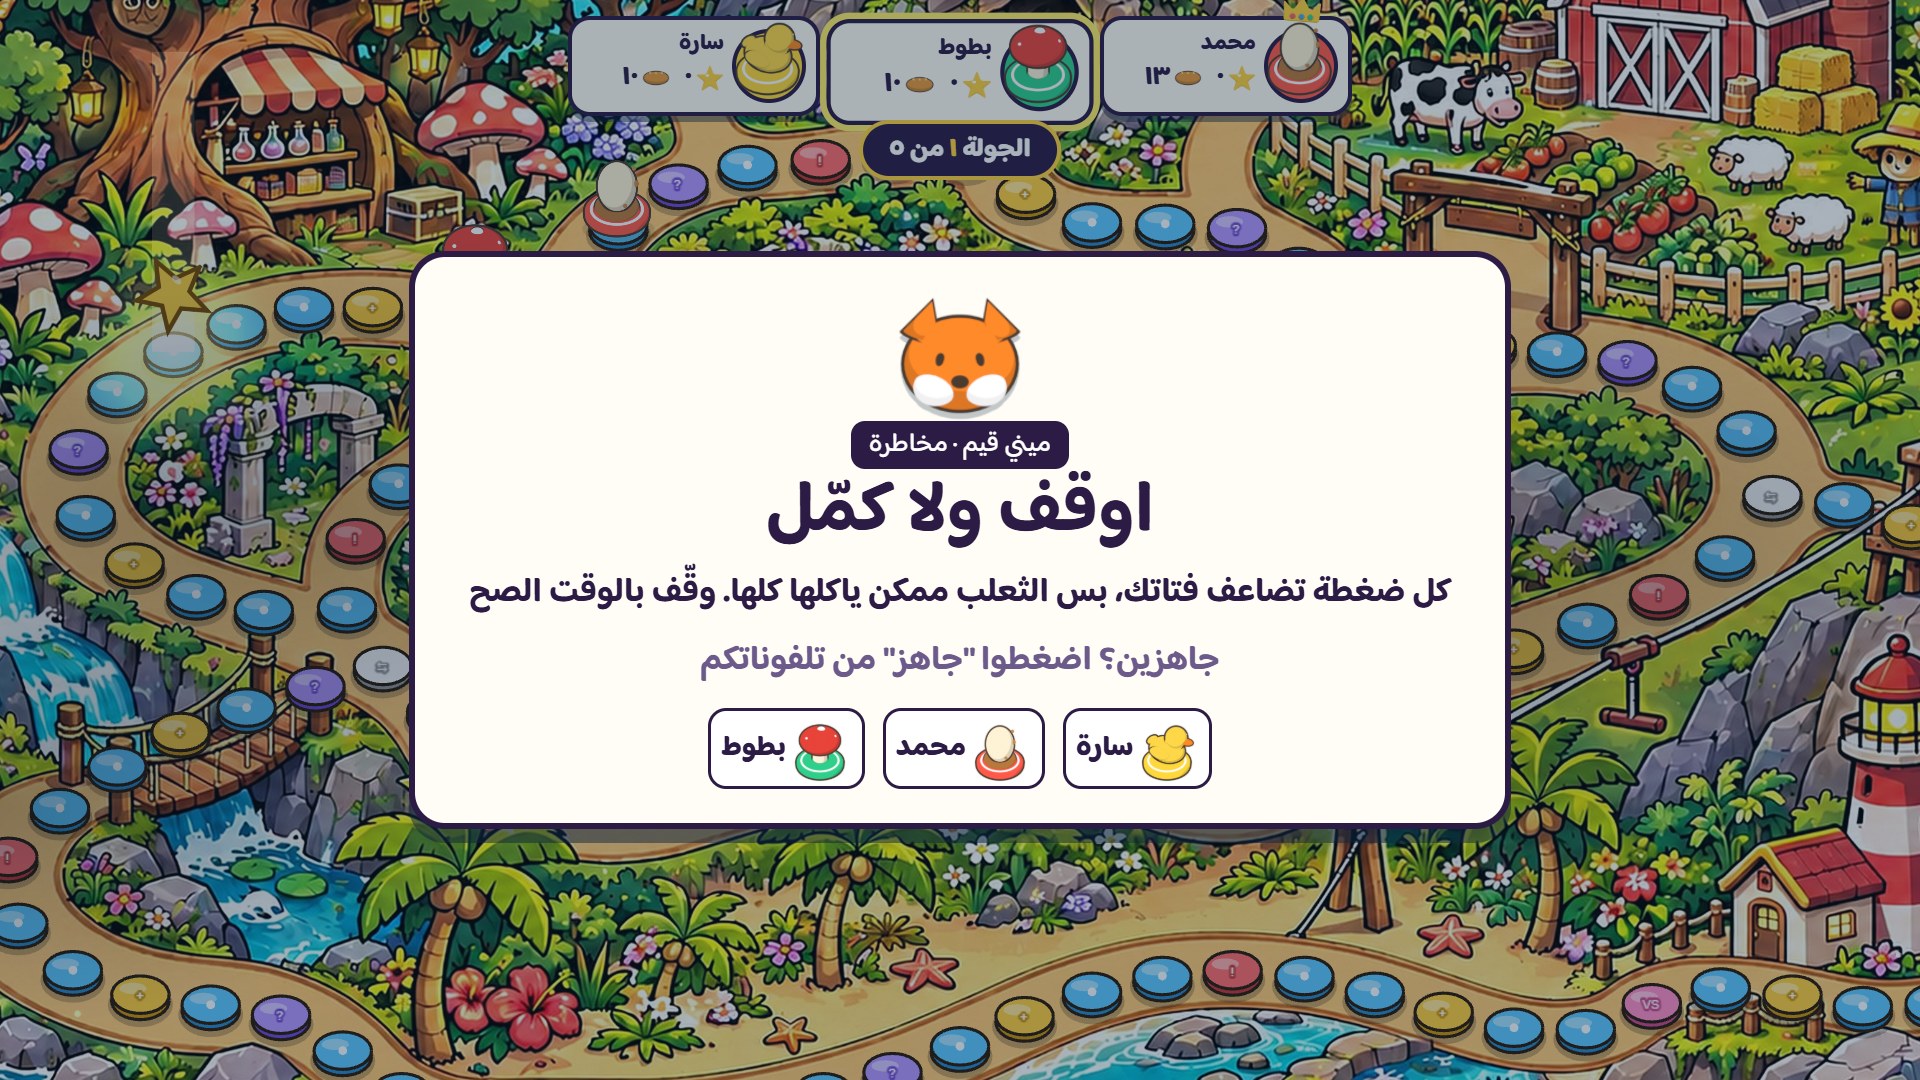 محمد
٠ ١٣
بطوط
٠ ١٠
سارة
٠ ١٠
الجولة ١ من ٥
ميني قيم · مخاطرة
اوقف ولا كمّل
كل ضغطة تضاعف فتاتك، بس الثعلب ممكن ياكلها كلها. وقّف بالوقت الصح
جاهزين؟ اضغطوا "جاهز" من تلفوناتكم
سارة
محمد
بطوط
VS